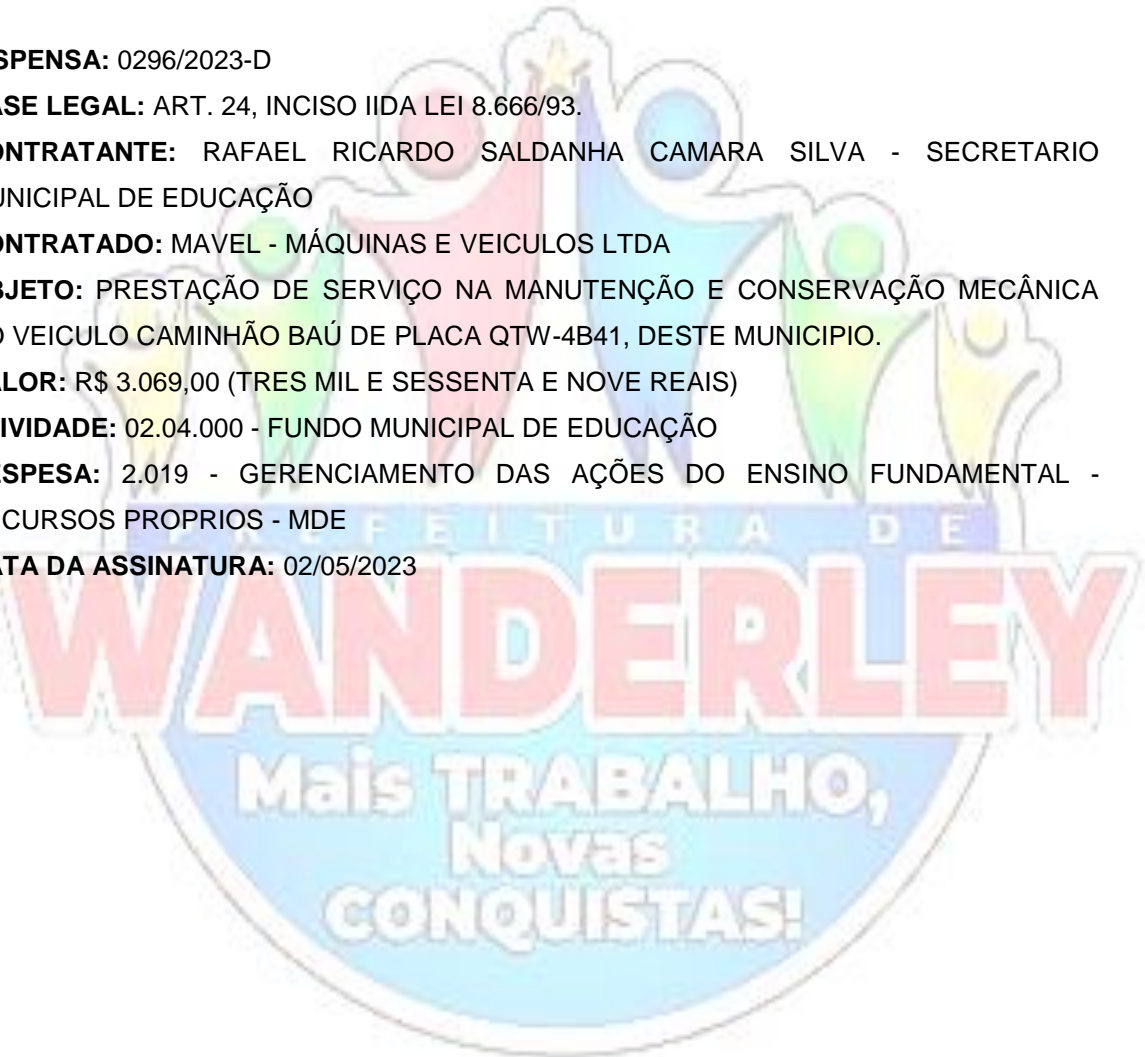 SPENSA: 0296/2023-D
ASE LEGAL: ART. 24, INCISO IIDA LEI 8.666/93.
ONTRATANTE: RAFAEL RICARDO SALDANHA CAMARA SILVA - SECRETARIO
UNICIPAL DE EDUCAÇÃO
ONTRATADO: MAVEL - MÁQUINAS E VEICULOS LTDA
BJETO: PRESTAÇÃO DE SERVIÇO NA MANUTENÇÃO E CONSERVAÇÃO MECÂNICA
O VEICULO CAMINHÃO BAÚ DE PLACA QTW-4B41, DESTE MUNICIPIO.
ALOR: R$ 3.069,00 (TRES MIL E SESSENTA E NOVE REAIS)
IVIDADE: 02.04.000 - FUNDO MUNICIPAL DE EDUCAÇÃO
ESPESA: 2.019 - GERENCIAMENTO DAS AÇÕES DO ENSINO FUNDAMENTAL -
CURSOS PROPRIOS - MDE
ATA DA ASSINATURA: 02/05/2023
PREFEITURA DE
WANDERLEY
Mais TRABALHO,
Novas
CONQUISTAS!